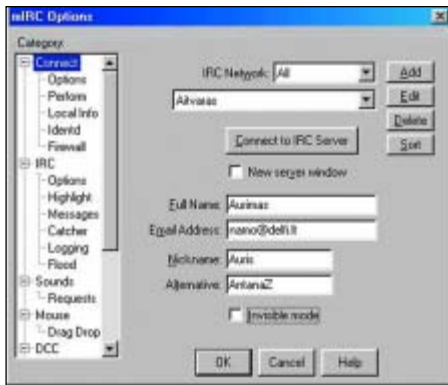 mIRC Options
Category:
Connect
Options
Perform
Local Info
Identd
Firewall
IRC
Options
Highlight
Messages
Catcher
Logging
Flood
Sounds
Requests
Mouse
Drag Drop
DCC
IRC Network: All
Aitvaras
Add
Edit
Delete
Sort
Connect to IRC Server
New server window
Full Name: Aurimas
Email Address: namo@delfi.lt
Nickname: Auris
Alternative: AntanaZ
Invisible mode
OK
Cancel
Help